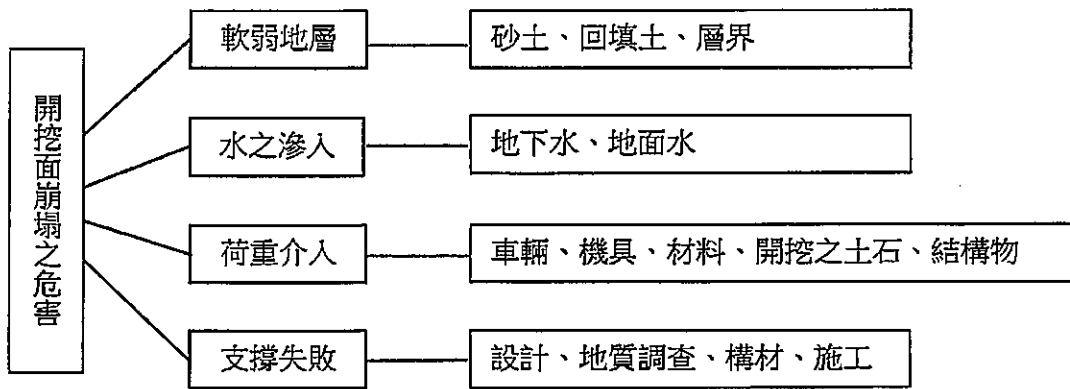 開挖面崩塌之危害
軟弱地層
砂土、回填土、層界
水之滲入
地下水、地面水
荷重介入
車輛、機具、材料、開挖之土石、結構物
支撐失敗
設計、地質調查、構材、施工